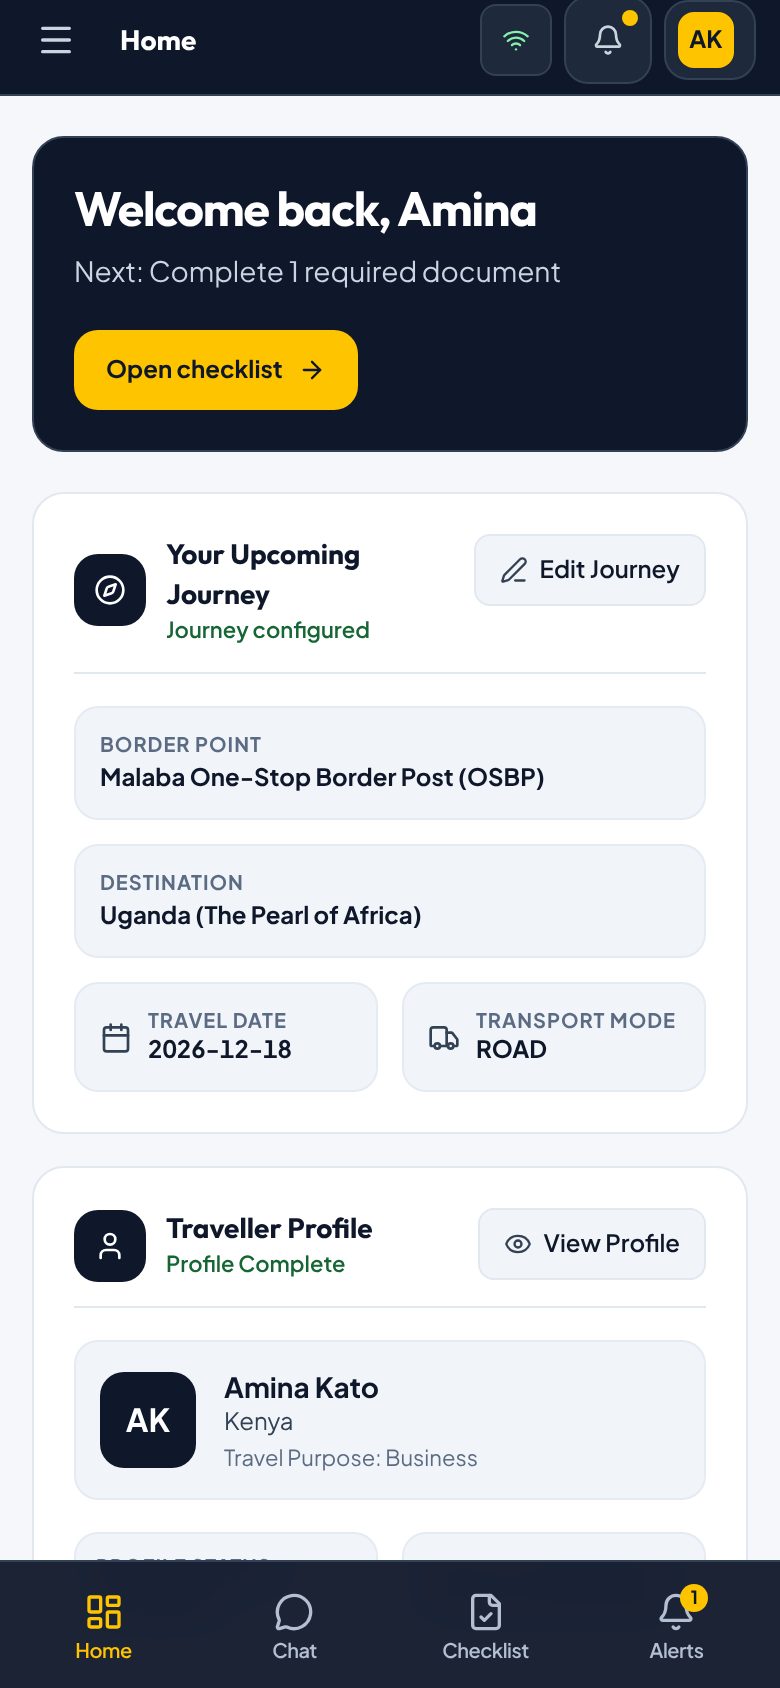 Home
AK
Welcome back, Amina
Next: Complete 1 required document
Open checklist
Your Upcoming
Journey
Journey configured
Edit Journey
BORDER POINT
Malaba One-Stop Border Post (OSBP)
DESTINATION
Uganda (The Pearl of Africa)
TRAVEL DATE
2026-12-18
TRANSPORT MODE
ROAD
Traveller Profile
Profile Complete
View Profile
AK
Amina Kato
Kenya
Travel Purpose: Business
PROFILE STATUS
1
Home
Chat
Checklist
Alerts